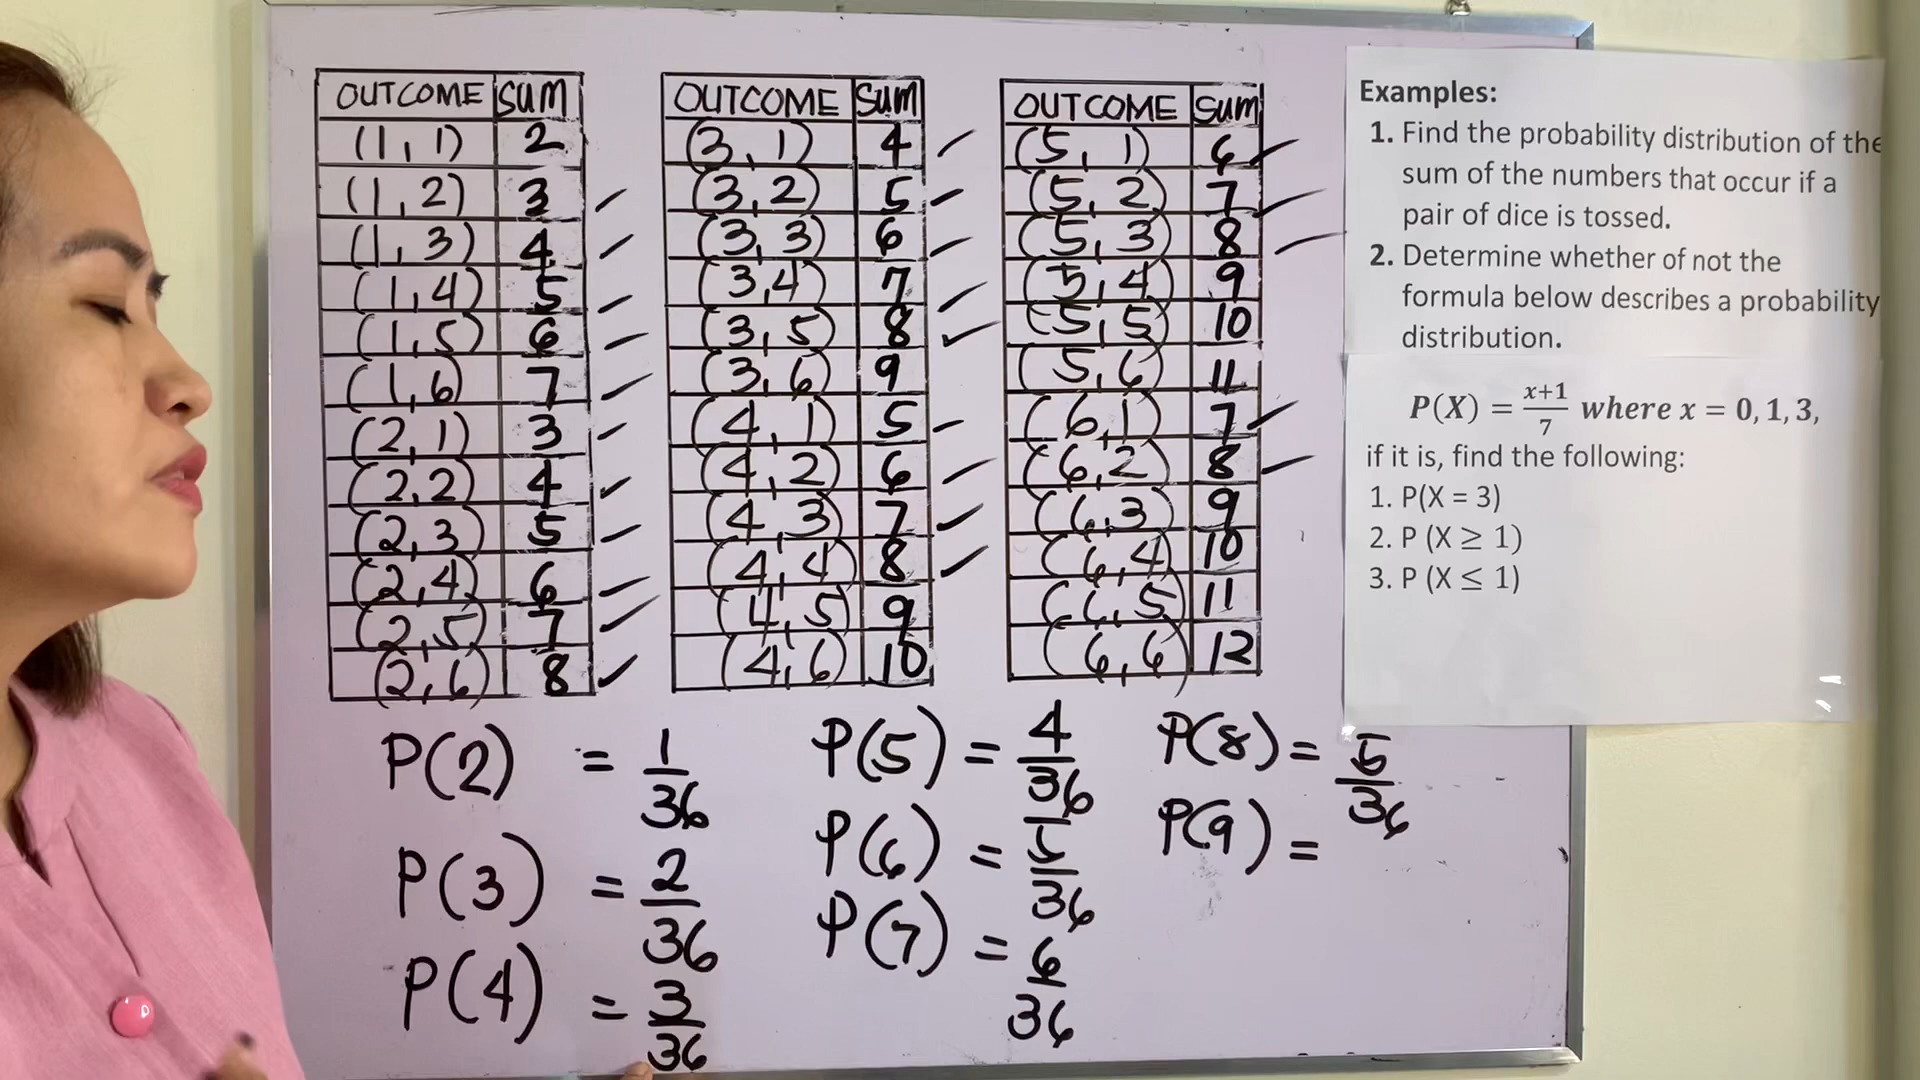 OUTCOME SUM
(1, 1) 2
(1, 2) 3
(1, 3) 4
(1, 4) 5
(1, 5) 6
(1, 6) 7
(2, 1) 3
(2, 2) 4
(2, 3) 5
(2, 4) 6
(2, 5) 7
(2, 6) 8
OUTCOME SUM
(3, 1) 4
(3, 2) 5
(3, 3) 6
(3,4) 7
(3, 5) 8
(3, 6) 9
(4, 1) 5
(4, 2) 6
(4, 3) 7
(4, 4) 8
(4, 5) 9
(4, 6) 10
OUTCOME SUM
(5, 1) 6
(5, 2) 7
(5, 3) 8
(5, 4) 9
(5, 5) 10
(5, 6) 11
(6, 1) 7
(6, 2) 8
(6, 3) 9
(6, 4) 10
(6, 5) 11
(6, 6) 12
P(2) = 1/36
P(3) = 2/36
P(4) = 3/36
P(5) = 4/36
P(6) = 5/36
P(7) = 6/36
P(8) = 5/36
P(9) =
Examples:
1. Find the probability distribution of the
sum of the numbers that occur if a
pair of dice is tossed.
2. Determine whether of not the
formula below describes a probability
distribution.
P(X) = x+1/7 where x = 0, 1, 3,
if it is, find the following:
1. P(X = 3)
2. P (X ≥ 1)
3. P (X ≤ 1)